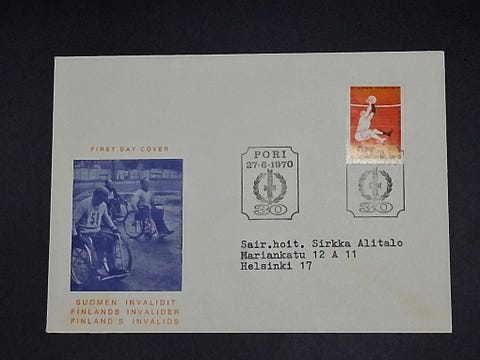 FIRST DAY COVER
PORI
27-6-1970
30
30
Sair.hoit. Sirkka Alitalo
Mariankatu 12 A 11
Helsinki 17
SUOMEN INVALIDIT
FINLANDS INVALIDER
FINLAND'S INVALIDS